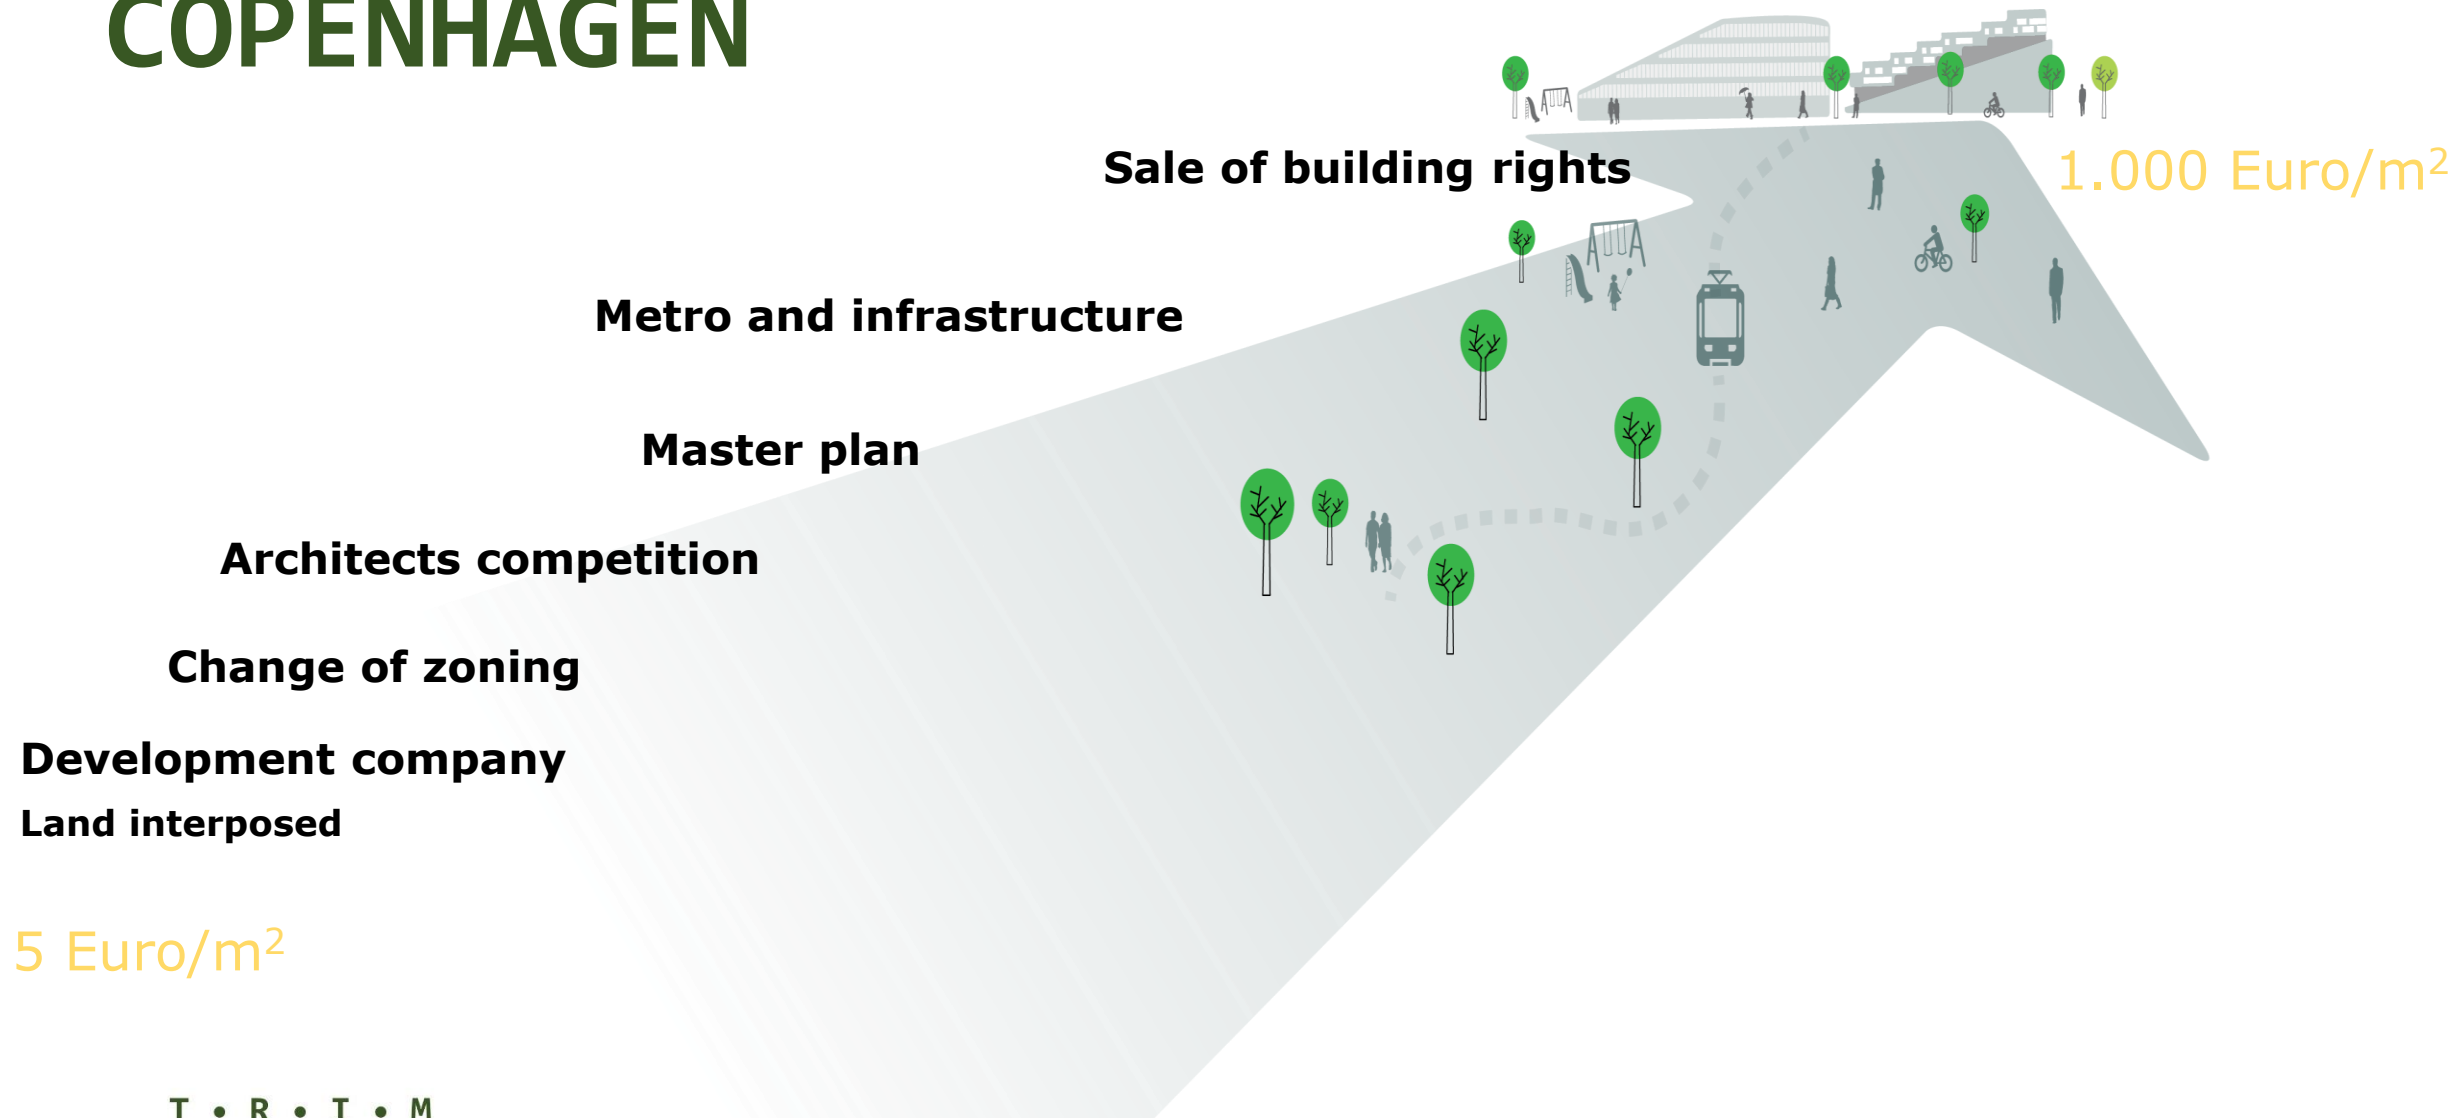 COPENHAGEN
Sale of building rights
1.000 Euro/m²
Metro and infrastructure
Master plan
Architects competition
Change of zoning
Development company
Land interposed
5 Euro/m²
T • R • T • M